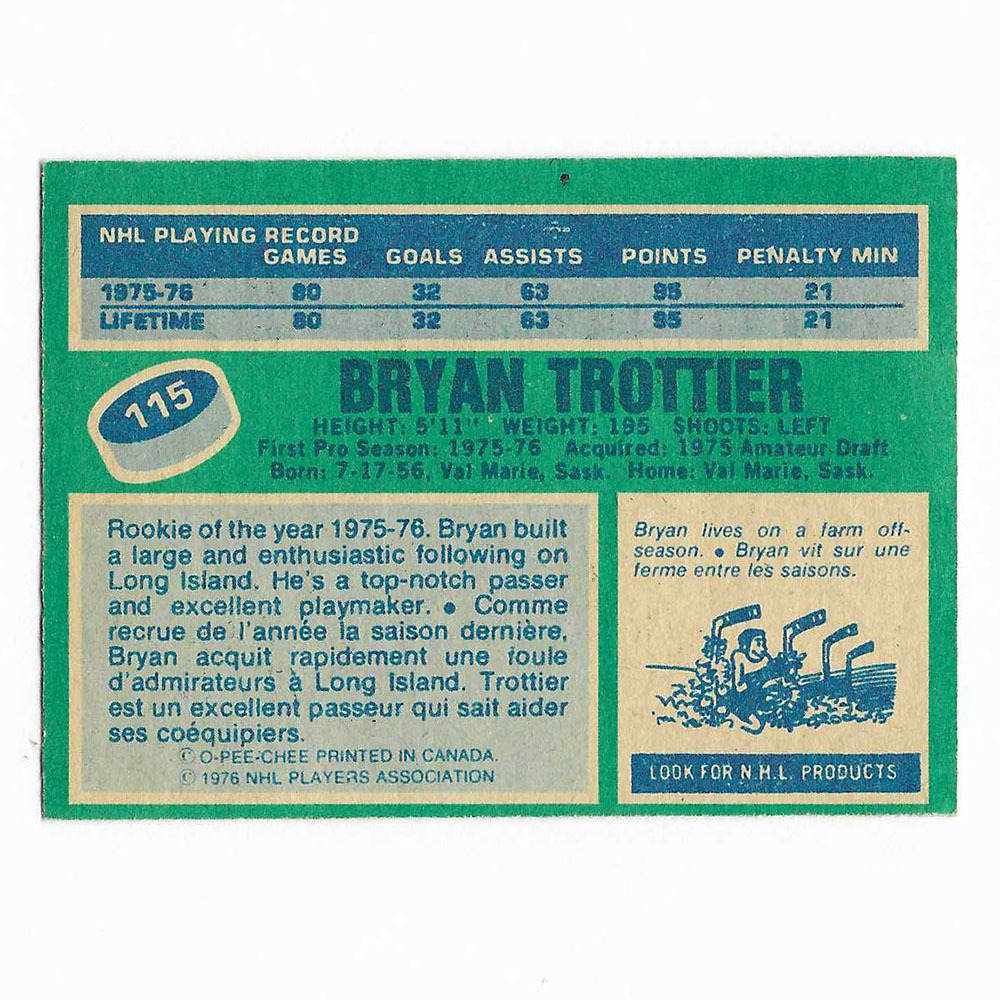 NHL PLAYING RECORD
GAMES GOALS ASSISTS POINTS PENALTY MIN
1975-76 80 32 63 95 21
LIFETIME 80 32 63 95 21
115
BRYAN TROTTIER
HEIGHT: 5'11" WEIGHT: 195 SHOOTS: LEFT
First Pro Season: 1975-76 Acquired: 1975 Amateur Draft
Born: 7-17-56, Val Marie, Sask. Home: Val Marie, Sask.
Rookie of the year 1975-76. Bryan built
a large and enthusiastic following on
Long Island. He's a top-notch passer
and excellent playmaker. • Comme
recrue de l'année la saison dernière,
Bryan acquit rapidement une foule
d'admirateurs à Long Island. Trottier
est un excellent passeur qui sait aider
ses coéquipiers.
© O-PEE-CHEE PRINTED IN CANADA.
© 1976 NHL PLAYERS ASSOCIATION
Bryan lives on a farm off-
season. • Bryan vit sur une
ferme entre les saisons.
LOOK FOR N.H.L. PRODUCTS